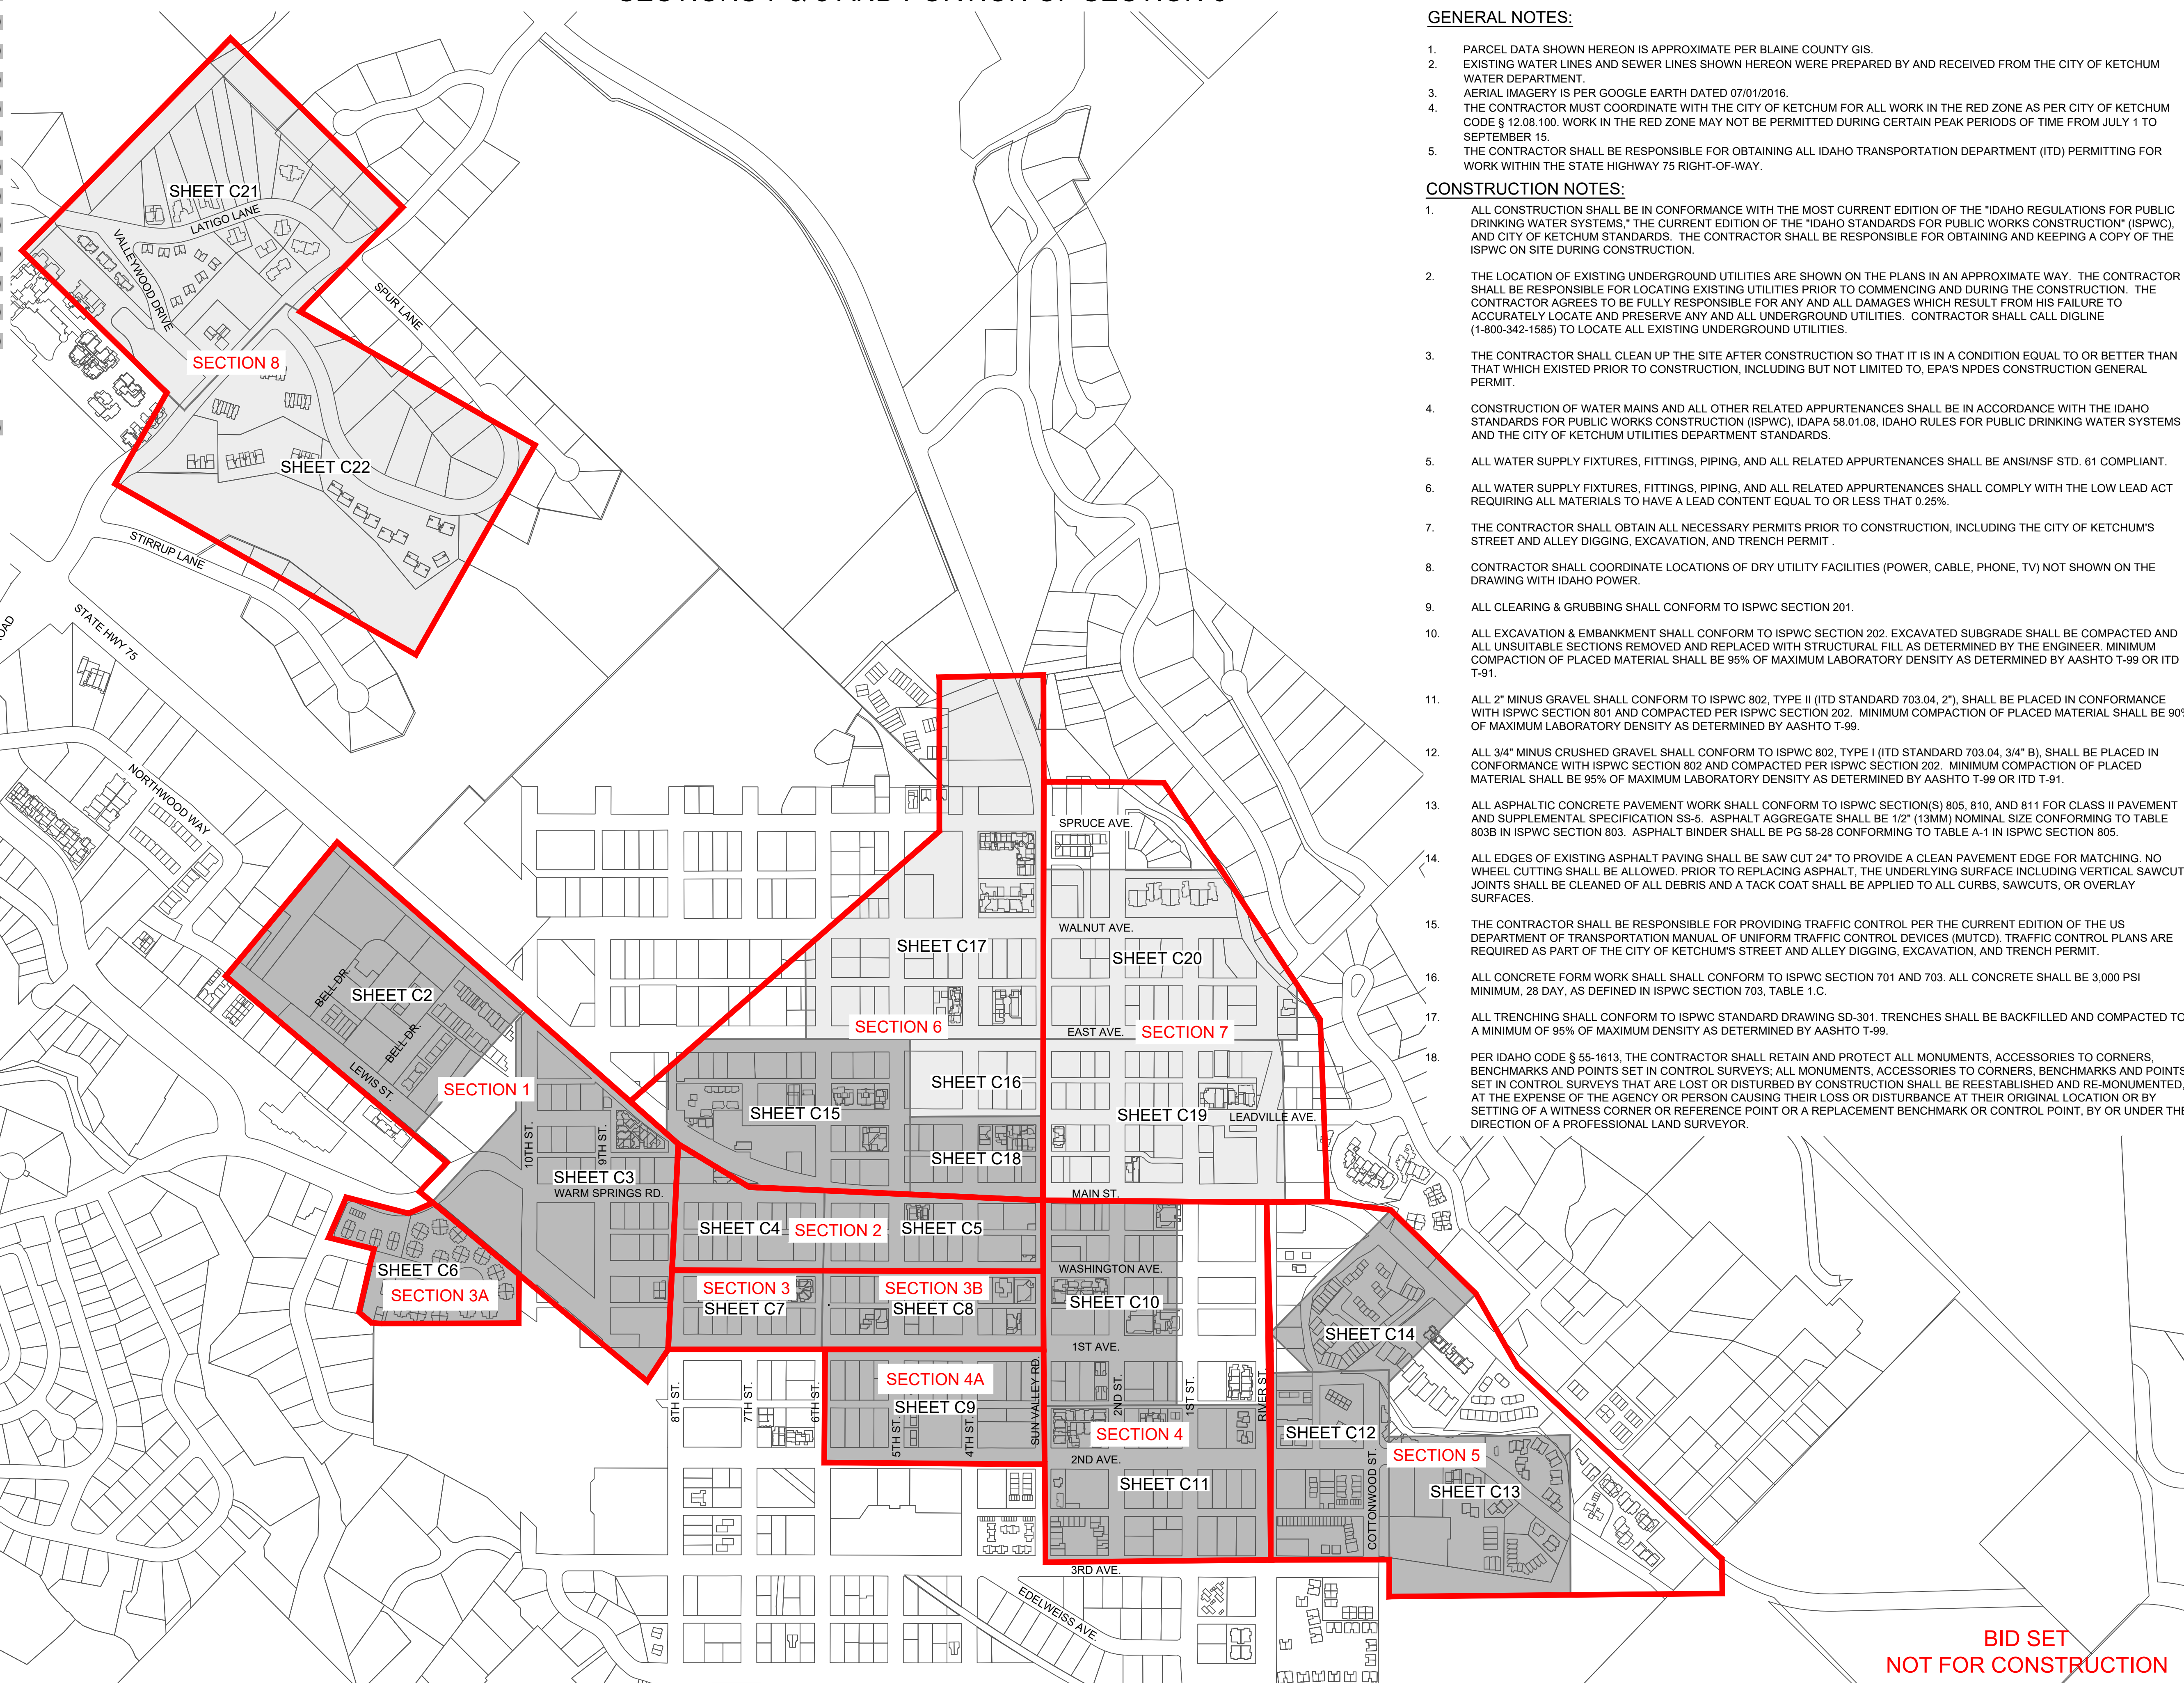 GENERAL NOTES:
1. PARCEL DATA SHOWN HEREON IS APPROXIMATE PER BLAINE COUNTY GIS.
2. EXISTING WATER LINES AND SEWER LINES SHOWN HEREON WERE PREPARED BY AND RECEIVED FROM THE CITY OF KETCHUM
WATER DEPARTMENT.
3. AERIAL IMAGERY IS PER GOOGLE EARTH DATED 07/01/2016.
4. THE CONTRACTOR MUST COORDINATE WITH THE CITY OF KETCHUM FOR ALL WORK IN THE RED ZONE AS PER CITY OF KETCHUM
CODE § 12.08.100. WORK IN THE RED ZONE MAY NOT BE PERMITTED DURING CERTAIN PEAK PERIODS OF TIME FROM JULY 1 TO
SEPTEMBER 15.
5. THE CONTRACTOR SHALL BE RESPONSIBLE FOR OBTAINING ALL IDAHO TRANSPORTATION DEPARTMENT (ITD) PERMITTING FOR
WORK WITHIN THE STATE HIGHWAY 75 RIGHT-OF-WAY.
CONSTRUCTION NOTES:
1. ALL CONSTRUCTION SHALL BE IN CONFORMANCE WITH THE MOST CURRENT EDITION OF THE "IDAHO REGULATIONS FOR PUBLIC
DRINKING WATER SYSTEMS," THE CURRENT EDITION OF THE "IDAHO STANDARDS FOR PUBLIC WORKS CONSTRUCTION" (ISPWC),
AND CITY OF KETCHUM STANDARDS. THE CONTRACTOR SHALL BE RESPONSIBLE FOR OBTAINING AND KEEPING A COPY OF THE
ISPWC ON SITE DURING CONSTRUCTION.
2. THE LOCATION OF EXISTING UNDERGROUND UTILITIES ARE SHOWN ON THE PLANS IN AN APPROXIMATE WAY. THE CONTRACTOR
SHALL BE RESPONSIBLE FOR LOCATING EXISTING UTILITIES PRIOR TO COMMENCING AND DURING THE CONSTRUCTION. THE
CONTRACTOR AGREES TO BE FULLY RESPONSIBLE FOR ANY AND ALL DAMAGES WHICH RESULT FROM HIS FAILURE TO
ACCURATELY LOCATE AND PRESERVE ANY AND ALL UNDERGROUND UTILITIES. CONTRACTOR SHALL CALL DIGLINE
(1-800-342-1585) TO LOCATE ALL EXISTING UNDERGROUND UTILITIES.
3. THE CONTRACTOR SHALL CLEAN UP THE SITE AFTER CONSTRUCTION SO THAT IT IS IN A CONDITION EQUAL TO OR BETTER THAN
THAT WHICH EXISTED PRIOR TO CONSTRUCTION, INCLUDING BUT NOT LIMITED TO, EPA'S NPDES CONSTRUCTION GENERAL
PERMIT.
4. CONSTRUCTION OF WATER MAINS AND ALL OTHER RELATED APPURTENANCES SHALL BE IN ACCORDANCE WITH THE IDAHO
STANDARDS FOR PUBLIC WORKS CONSTRUCTION (ISPWC), IDAPA 58.01.08, IDAHO RULES FOR PUBLIC DRINKING WATER SYSTEMS
AND THE CITY OF KETCHUM UTILITIES DEPARTMENT STANDARDS.
5. ALL WATER SUPPLY FIXTURES, FITTINGS, PIPING, AND ALL RELATED APPURTENANCES SHALL BE ANSI/NSF STD. 61 COMPLIANT.
6. ALL WATER SUPPLY FIXTURES, FITTINGS, PIPING, AND ALL RELATED APPURTENANCES SHALL COMPLY WITH THE LOW LEAD ACT
REQUIRING ALL MATERIALS TO HAVE A LEAD CONTENT EQUAL TO OR LESS THAT 0.25%.
7. THE CONTRACTOR SHALL OBTAIN ALL NECESSARY PERMITS PRIOR TO CONSTRUCTION, INCLUDING THE CITY OF KETCHUM'S
STREET AND ALLEY DIGGING, EXCAVATION, AND TRENCH PERMIT .
8. CONTRACTOR SHALL COORDINATE LOCATIONS OF DRY UTILITY FACILITIES (POWER, CABLE, PHONE, TV) NOT SHOWN ON THE
DRAWING WITH IDAHO POWER.
9. ALL CLEARING & GRUBBING SHALL CONFORM TO ISPWC SECTION 201.
10. ALL EXCAVATION & EMBANKMENT SHALL CONFORM TO ISPWC SECTION 202. EXCAVATED SUBGRADE SHALL BE COMPACTED AND
ALL UNSUITABLE SECTIONS REMOVED AND REPLACED WITH STRUCTURAL FILL AS DETERMINED BY THE ENGINEER. MINIMUM
COMPACTION OF PLACED MATERIAL SHALL BE 95% OF MAXIMUM LABORATORY DENSITY AS DETERMINED BY AASHTO T-99 OR ITD
T-91.
11. ALL 2" MINUS GRAVEL SHALL CONFORM TO ISPWC 802, TYPE II (ITD STANDARD 703.04, 2"), SHALL BE PLACED IN CONFORMANCE
WITH ISPWC SECTION 801 AND COMPACTED PER ISPWC SECTION 202. MINIMUM COMPACTION OF PLACED MATERIAL SHALL BE 90%
OF MAXIMUM LABORATORY DENSITY AS DETERMINED BY AASHTO T-99.
12. ALL 3/4" MINUS CRUSHED GRAVEL SHALL CONFORM TO ISPWC 802, TYPE I (ITD STANDARD 703.04, 3/4" B), SHALL BE PLACED IN
CONFORMANCE WITH ISPWC SECTION 802 AND COMPACTED PER ISPWC SECTION 202. MINIMUM COMPACTION OF PLACED
MATERIAL SHALL BE 95% OF MAXIMUM LABORATORY DENSITY AS DETERMINED BY AASHTO T-99 OR ITD T-91.
13. ALL ASPHALTIC CONCRETE PAVEMENT WORK SHALL CONFORM TO ISPWC SECTION(S) 805, 810, AND 811 FOR CLASS II PAVEMENT
AND SUPPLEMENTAL SPECIFICATION SS-5. ASPHALT AGGREGATE SHALL BE 1/2" (13MM) NOMINAL SIZE CONFORMING TO TABLE
803B IN ISPWC SECTION 803. ASPHALT BINDER SHALL BE PG 58-28 CONFORMING TO TABLE A-1 IN ISPWC SECTION 805.
14. ALL EDGES OF EXISTING ASPHALT PAVING SHALL BE SAW CUT 24" TO PROVIDE A CLEAN PAVEMENT EDGE FOR MATCHING. NO
WHEEL CUTTING SHALL BE ALLOWED. PRIOR TO REPLACING ASPHALT, THE UNDERLYING SURFACE INCLUDING VERTICAL SAWCUT
JOINTS SHALL BE CLEANED OF ALL DEBRIS AND A TACK COAT SHALL BE APPLIED TO ALL CURBS, SAWCUTS, OR OVERLAY
SURFACES.
15. THE CONTRACTOR SHALL BE RESPONSIBLE FOR PROVIDING TRAFFIC CONTROL PER THE CURRENT EDITION OF THE US
DEPARTMENT OF TRANSPORTATION MANUAL OF UNIFORM TRAFFIC CONTROL DEVICES (MUTCD). TRAFFIC CONTROL PLANS ARE
REQUIRED AS PART OF THE CITY OF KETCHUM'S STREET AND ALLEY DIGGING, EXCAVATION, AND TRENCH PERMIT.
16. ALL CONCRETE FORM WORK SHALL SHALL CONFORM TO ISPWC SECTION 701 AND 703. ALL CONCRETE SHALL BE 3,000 PSI
MINIMUM, 28 DAY, AS DEFINED IN ISPWC SECTION 703, TABLE 1.C.
17. ALL TRENCHING SHALL CONFORM TO ISPWC STANDARD DRAWING SD-301. TRENCHES SHALL BE BACKFILLED AND COMPACTED TO
A MINIMUM OF 95% OF MAXIMUM DENSITY AS DETERMINED BY AASHTO T-99.
18. PER IDAHO CODE § 55-1613, THE CONTRACTOR SHALL RETAIN AND PROTECT ALL MONUMENTS, ACCESSORIES TO CORNERS,
BENCHMARKS AND POINTS SET IN CONTROL SURVEYS; ALL MONUMENTS, ACCESSORIES TO CORNERS, BENCHMARKS AND POINTS
SET IN CONTROL SURVEYS THAT ARE LOST OR DISTURBED BY CONSTRUCTION SHALL BE REESTABLISHED AND RE-MONUMENTED,
AT THE EXPENSE OF THE AGENCY OR PERSON CAUSING THEIR LOSS OR DISTURBANCE AT THEIR ORIGINAL LOCATION OR BY
SETTING OF A WITNESS CORNER OR REFERENCE POINT OR A REPLACEMENT BENCHMARK OR CONTROL POINT, BY OR UNDER THE
DIRECTION OF A PROFESSIONAL LAND SURVEYOR.
SHEET C21
LATIGO LANE
VALLEYWOOD DRIVE
SPUR LANE
SECTION 8
SHEET C22
STIRRUP LANE
STATE HWY 75
NORTHWOOD WAY
SPRUCE AVE.
WALNUT AVE.
SHEET C17
SHEET C20
BELL DR.
SHEET C2
BELL DR.
LEWIS ST.
SECTION 6
EAST AVE.
SECTION 7
SECTION 1
SHEET C16
SHEET C15
SHEET C19
LEADVILLE AVE.
10TH ST.
9TH ST.
SHEET C18
SHEET C3
WARM SPRINGS RD.
MAIN ST.
SHEET C4
SECTION 2
SHEET C5
SHEET C6
SECTION 3A
WASHINGTON AVE.
SECTION 3
SHEET C7
SECTION 3B
SHEET C8
SHEET C10
SHEET C14
1ST AVE.
SECTION 4A
SHEET C9
8TH ST.
7TH ST.
6TH ST.
5TH ST.
4TH ST.
SUN VALLEY RD.
2ND ST.
1ST ST.
RIVER ST.
SECTION 4
SHEET C12
2ND AVE.
SECTION 5
SHEET C11
SHEET C13
COTTONWOOD ST.
3RD AVE.
EDELWEISS AVE.
BID SET
NOT FOR CONSTRUCTION